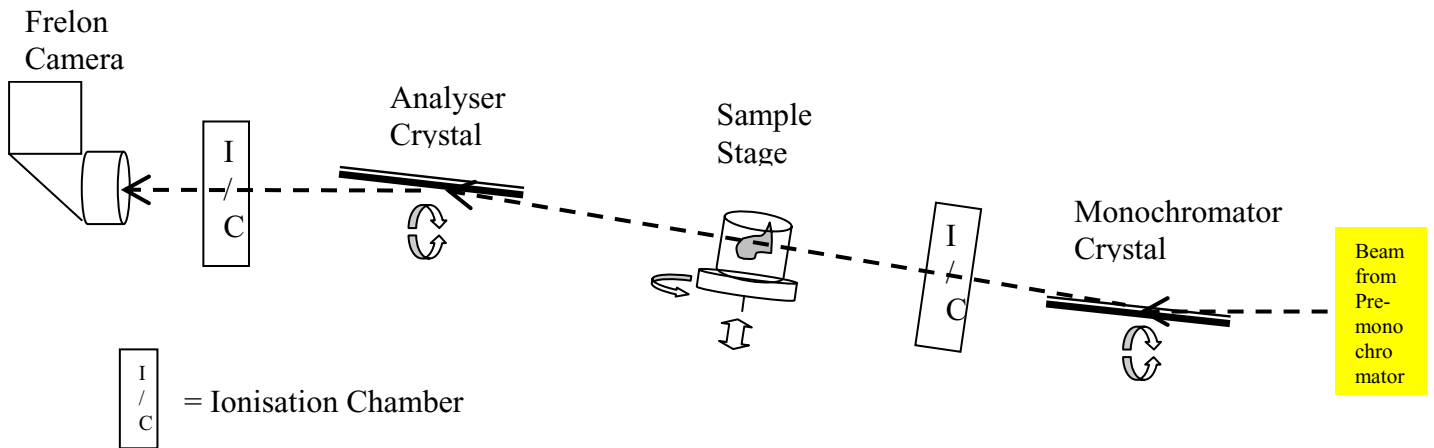 Frelon
Camera
Analyser
Crystal
Sample
Stage
Monochromator
Crystal
I
/
C
I
/
C
Beam
from
Pre-
mono
chro
mator
I
/
C
= Ionisation Chamber